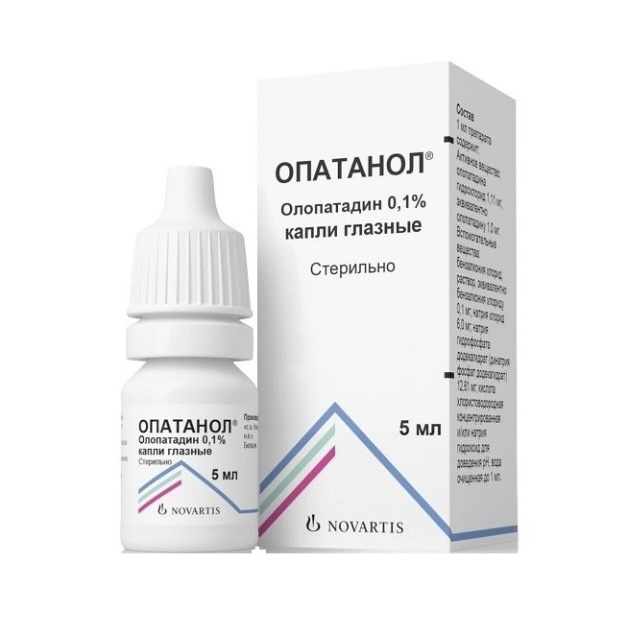 ОПАТАНОЛ®
Олопатадин 0,1%
капли глазные
Стерильно
5 мл
NOVARTIS
Состав
1 мл препарата
содержит:
Активное вещество:
олопатадина
гидрохлорид 1,11 мг,
эквивалентно
олопатадину 1,0 мг.
Вспомогательные
вещества:
бензалкония хлорид,
раствор, эквивалентно
бензалкония хлориду
0,1 мг, натрия хлорид
6,0 мг, натрия
гидрофосфата
додекагидрат (динатрия
фосфат додекагидрат)
12,61 мг, кислота
хлористоводородная
концентрированная
и/или натрия
гидроксид для
доведения pH, вода
очищенная до 1 мл.
ОПАТАНОЛ®
Олопатадин 0,1%
капли глазные
Стерильно
5 мл
NOVARTIS